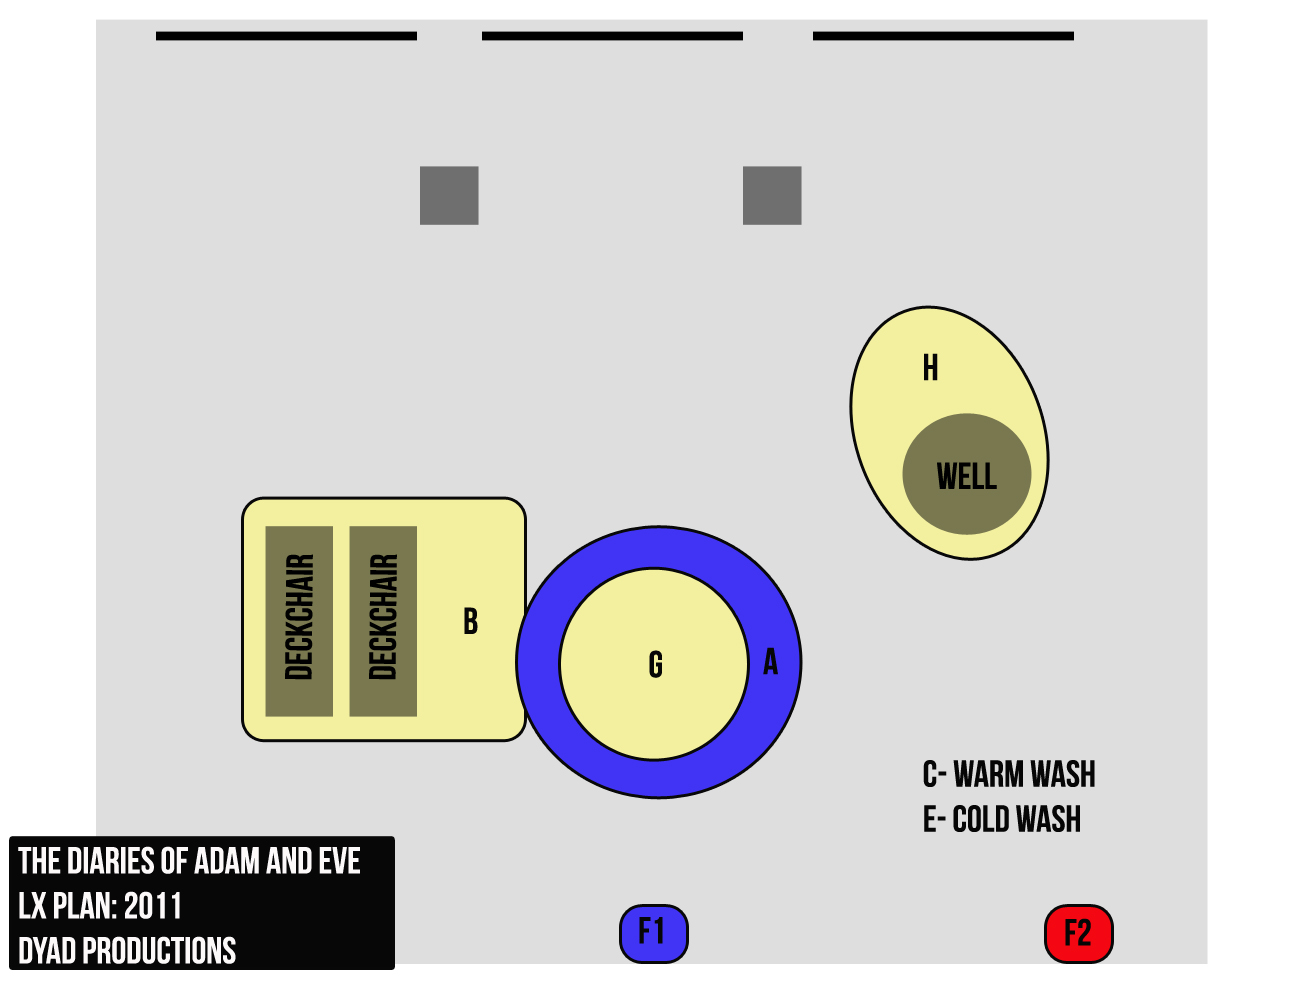 H
WELL
DECKCHAIR
DECKCHAIR
B
G
A
C- WARM WASH
E- COLD WASH
THE DIARIES OF ADAM AND EVE
LX PLAN: 2011
DYAD PRODUCTIONS
F1
F2